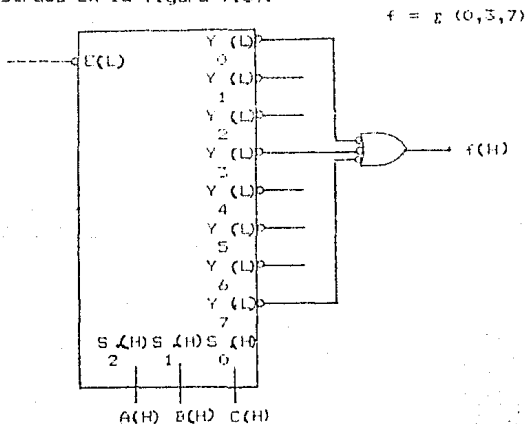 f = Σ (0,3,7)
E(L)
Y (L)
0
Y (L)
1
Y (L)
2
Y (L)
3
Y (L)
4
Y (L)
5
Y (L)
6
Y (L)
7
f(H)
S (H) S (H) S (H)
2 1 0
A(H) B(H) C(H)